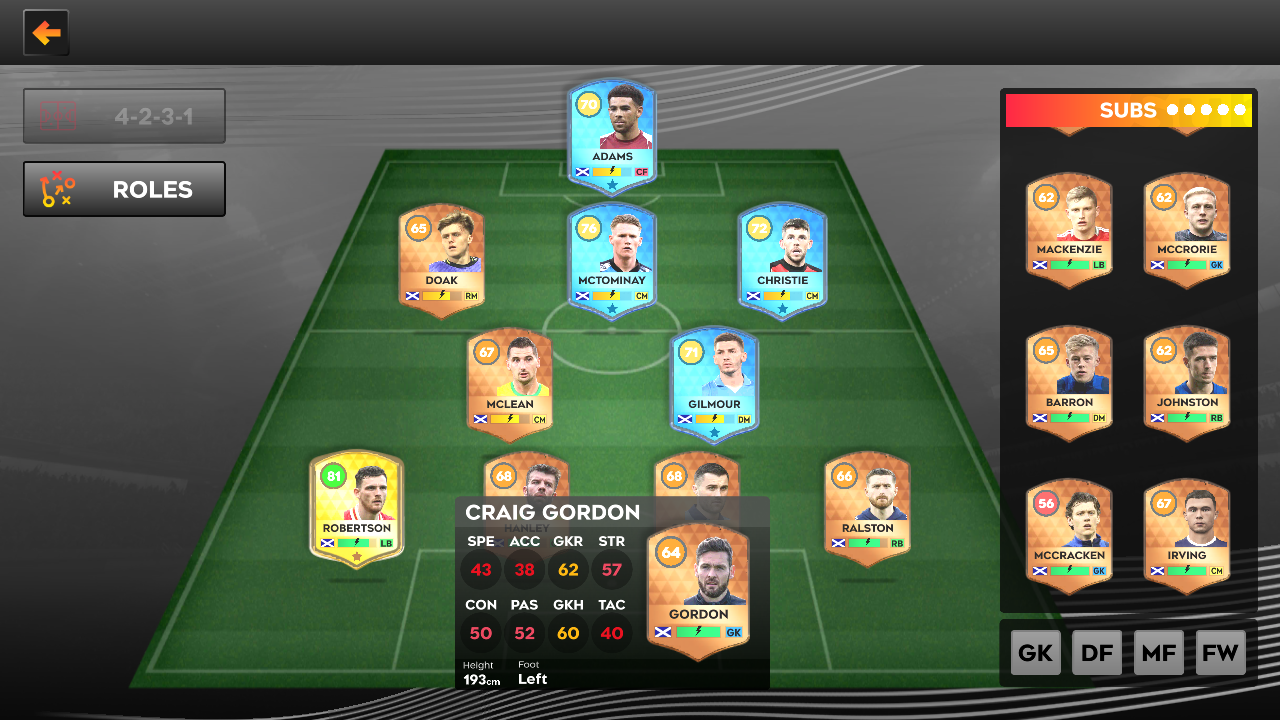 4-2-3-1
ROLES
70
ADAMS
CF
65
DOAK
RM
76
MCTOMINAY
CM
72
CHRISTIE
CM
67
MCLEAN
CM
71
GILMOUR
DM
81
ROBERTSON
LB
68
HANLEY
68
66
RALSTON
RB
CRAIG GORDON
SPE ACC GKR STR
43 38 62 57
CON PAS GKH TAC
50 52 60 40
Height Foot
193cm Left
64
GORDON
GK
SUBS
62
MACKENZIE
LB
62
MCCRORIE
GK
65
BARRON
DM
62
JOHNSTON
RB
56
MCCRACKEN
GK
67
IRVING
CM
GK DF MF FW